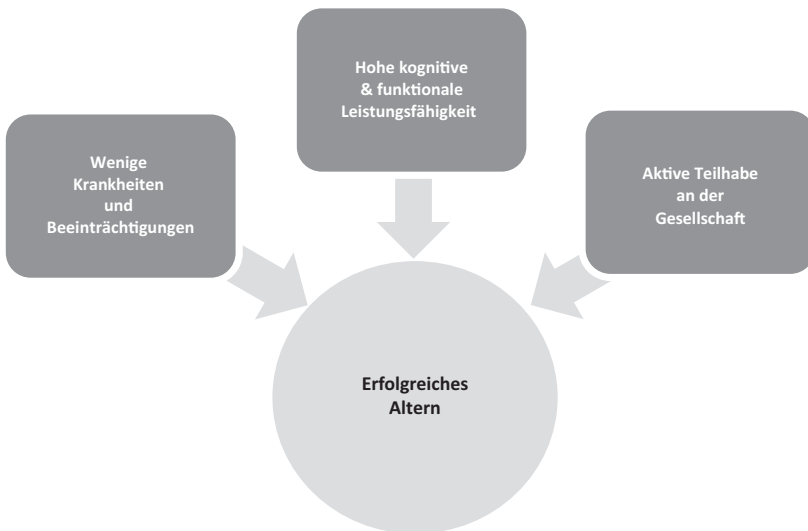 Wenige
Krankheiten
und
Beeinträchtigungen
Hohe kognitive
& funktionale
Leistungsfähigkeit
Aktive Teilhabe
an der
Gesellschaft
Erfolgreiches
Altern